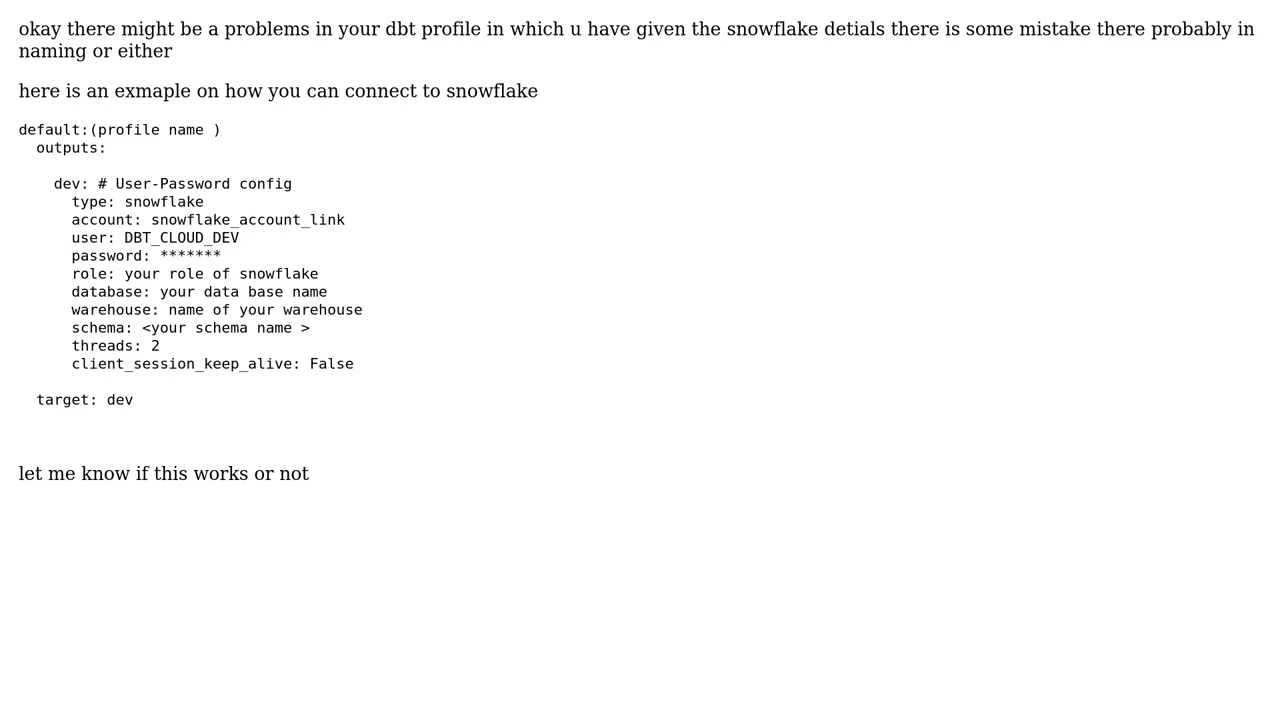 okay there might be a problems in your dbt profile in which u have given the snowflake detials there is some mistake there probably in
naming or either
here is an exmaple on how you can connect to snowflake
default:(profile name )
  outputs:
    dev: # User-Password config
      type: snowflake
      account: snowflake_account_link
      user: DBT_CLOUD_DEV
      password: *******
      role: your role of snowflake
      database: your data base name
      warehouse: name of your warehouse
      schema: <your schema name >
      threads: 2
      client_session_keep_alive: False
  target: dev
let me know if this works or not